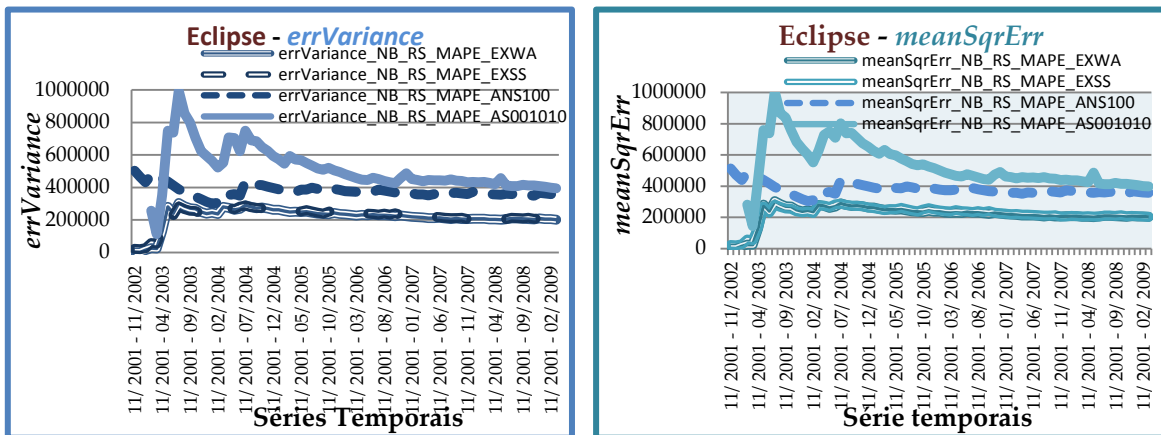 Eclipse - errVariance
errVariance_NB_RS_MAPE_EXWA
errVariance_NB_RS_MAPE_EXSS
errVariance_NB_RS_MAPE_ANS100
errVariance_NB_RS_MAPE_AS001010
errVariance
1000000
800000
600000
400000
200000
0
11/ 2001 - 11/ 2002
11/ 2001 - 04/ 2003
11/ 2001 - 09/ 2003
11/ 2001 - 02/ 2004
11/ 2001 - 07/ 2004
11/ 2001 - 12/ 2004
11/ 2001 - 05/ 2005
11/ 2001 - 10/ 2005
11/ 2001 - 03/ 2006
11/ 2001 - 08/ 2006
11/ 2001 - 01/ 2007
11/ 2001 - 06/ 2007
11/ 2001 - 11/ 2007
11/ 2001 - 04/ 2008
11/ 2001 - 09/ 2008
11/ 2001 - 02/ 2009
Séries Temporais
Eclipse - meanSqrErr
meanSqrErr_NB_RS_MAPE_EXWA
meanSqrErr_NB_RS_MAPE_EXSS
meanSqrErr_NB_RS_MAPE_ANS100
meanSqrErr_NB_RS_MAPE_AS001010
meanSqrErr
1000000
800000
600000
400000
200000
0
11/ 2001 - 11/ 2002
11/ 2001 - 04/ 2003
11/ 2001 - 09/ 2003
11/ 2001 - 02/ 2004
11/ 2001 - 07/ 2004
11/ 2001 - 12/ 2004
11/ 2001 - 05/ 2005
11/ 2001 - 10/ 2005
11/ 2001 - 03/ 2006
11/ 2001 - 08/ 2006
11/ 2001 - 01/ 2007
11/ 2001 - 06/ 2007
11/ 2001 - 11/ 2007
11/ 2001 - 04/ 2008
11/ 2001 - 09/ 2008
11/ 2001 - 02/ 2009
Série temporais